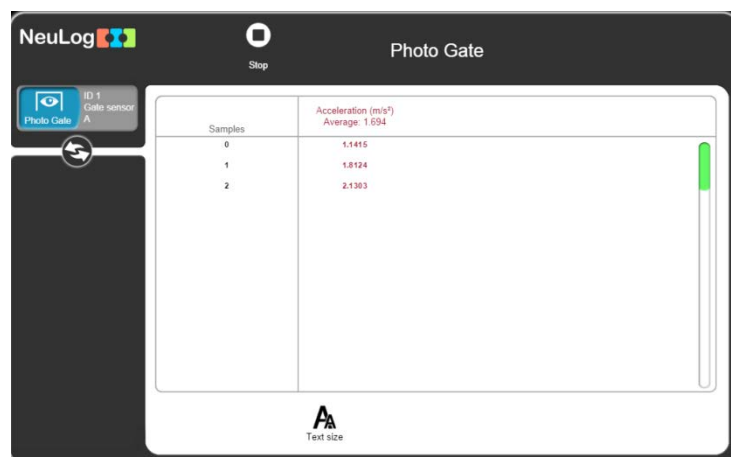 NeuLog
Stop
Photo Gate
Photo Gate
ID 1
Gate sensor
A
Samples
Acceleration (m/s²)
Average: 1.694
0 1.1415
1 1.8124
2 2.1303
Text size